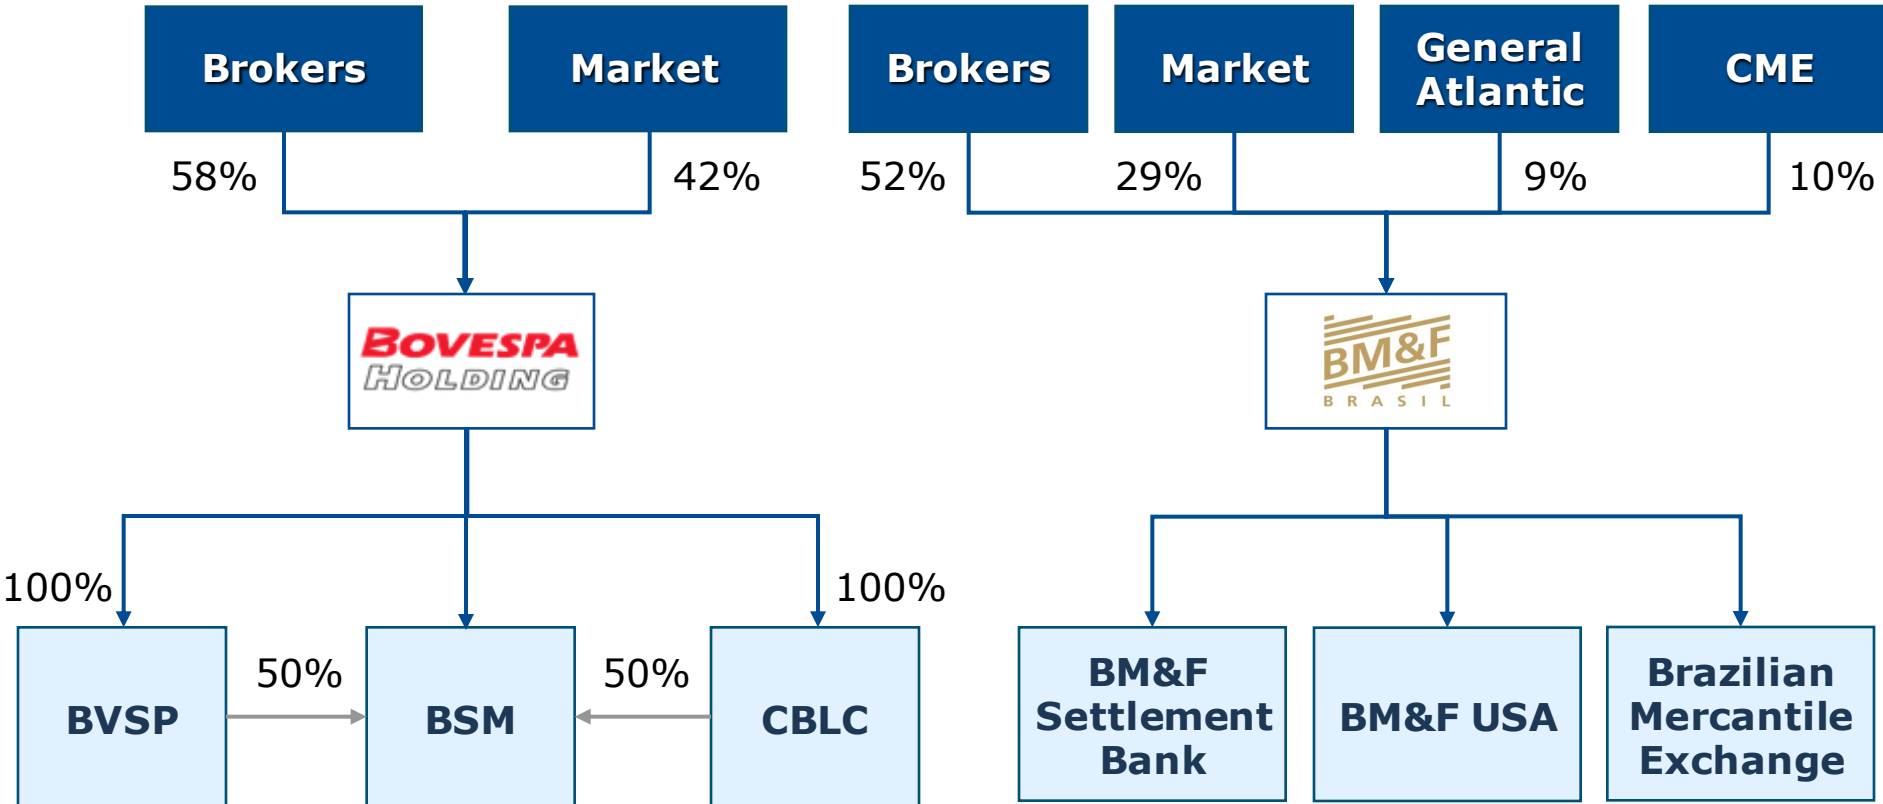 Brokers
Market
Brokers
Market
General
Atlantic
CME
58%
42%
52%
29%
9%
10%
BOVESPA
HOLDING
BM&F
BRASIL
100%
100%
50%
50%
BVSP
BSM
CBLC
BM&F
Settlement
Bank
BM&F USA
Brazilian
Mercantile
Exchange